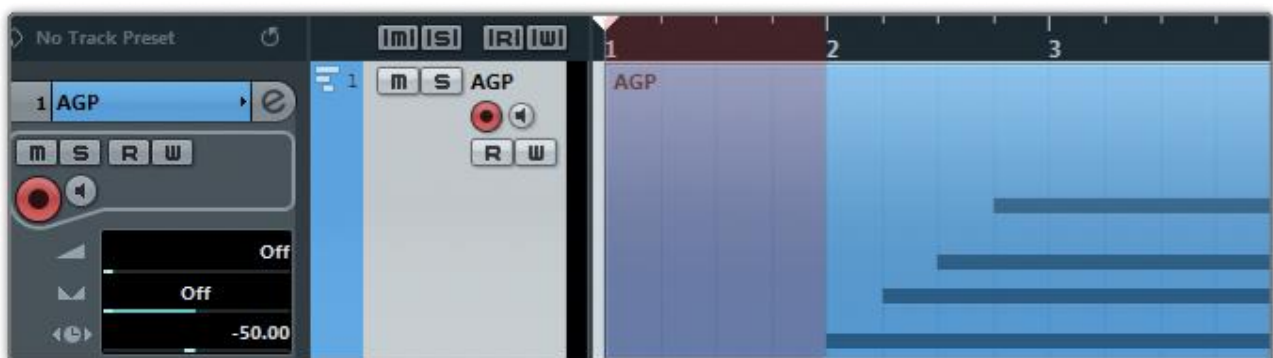 No Track Preset
m S R W
1 2 3
1 AGP e
1 m S AGP
AGP
R W
m S R W
Off
Off
-50.00